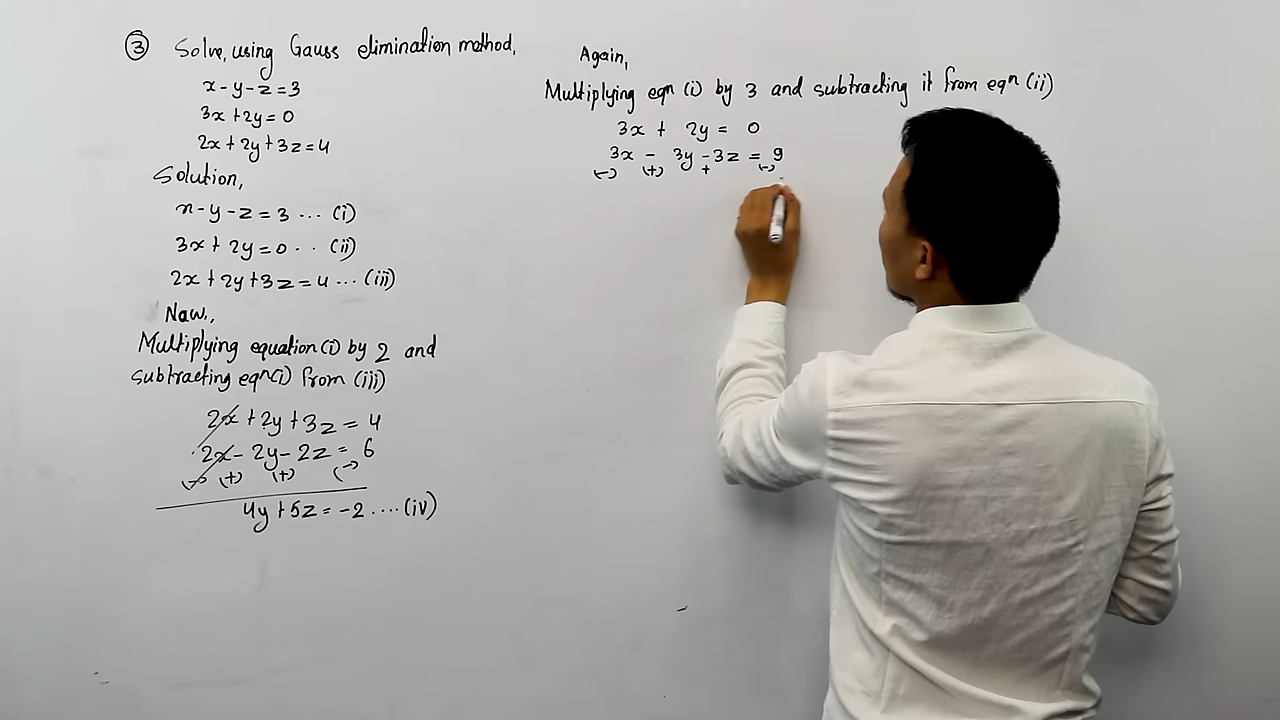 ③ Solve, using Gauss elimination method,
x - y - z = 3
3x + 2y = 0
2x + 2y + 3z = 4
Solution,
x - y - z = 3 ... (i)
3x + 2y = 0 .. (ii)
2x + 2y + 3z = 4 ... (iii)
Now.,
Multiplying equation (i) by 2 and
subtracting eqn(i) from (iii)
2x + 2y + 3z = 4
2x - 2y - 2z = 6
(-) (+) (+) (-)
4y + 5z = -2 .... (iv)
Again,
Multiplying eqn (i) by 3 and subtracting it from eqn (ii)
3x + 2y = 0
3x - 3y - 3z = 9
(-) (+) + (-)